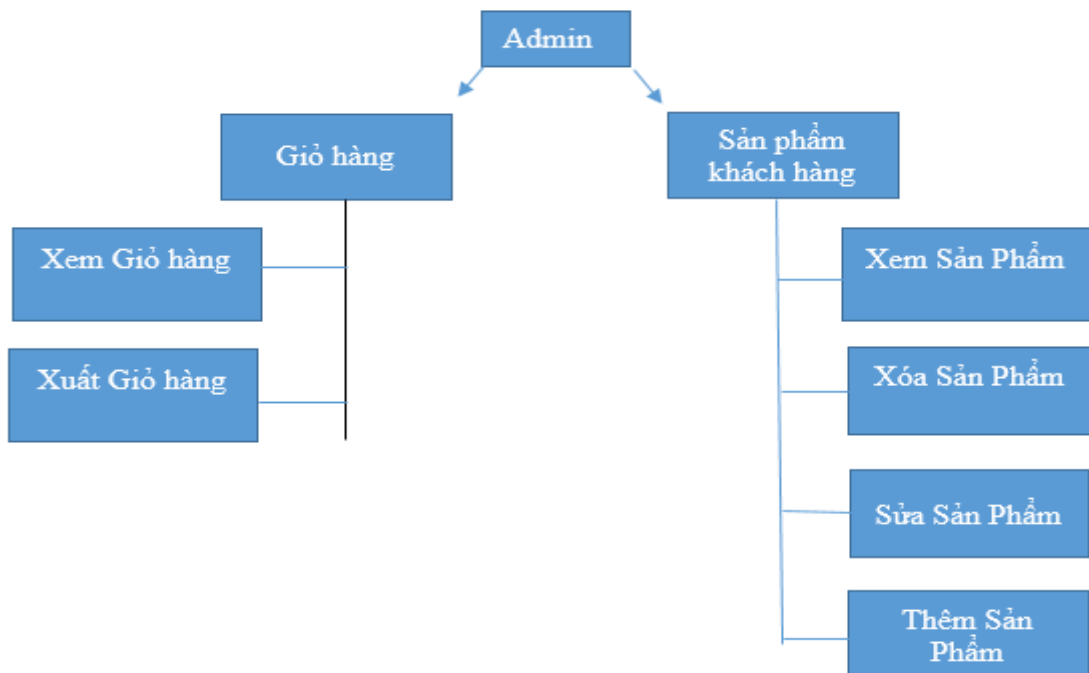 Admin
Giỏ hàng
Sản phẩm
khách hàng
Xem Giỏ hàng
Xuất Giỏ hàng
Xem Sản Phẩm
Xóa Sản Phẩm
Sửa Sản Phẩm
Thêm Sản
Phẩm